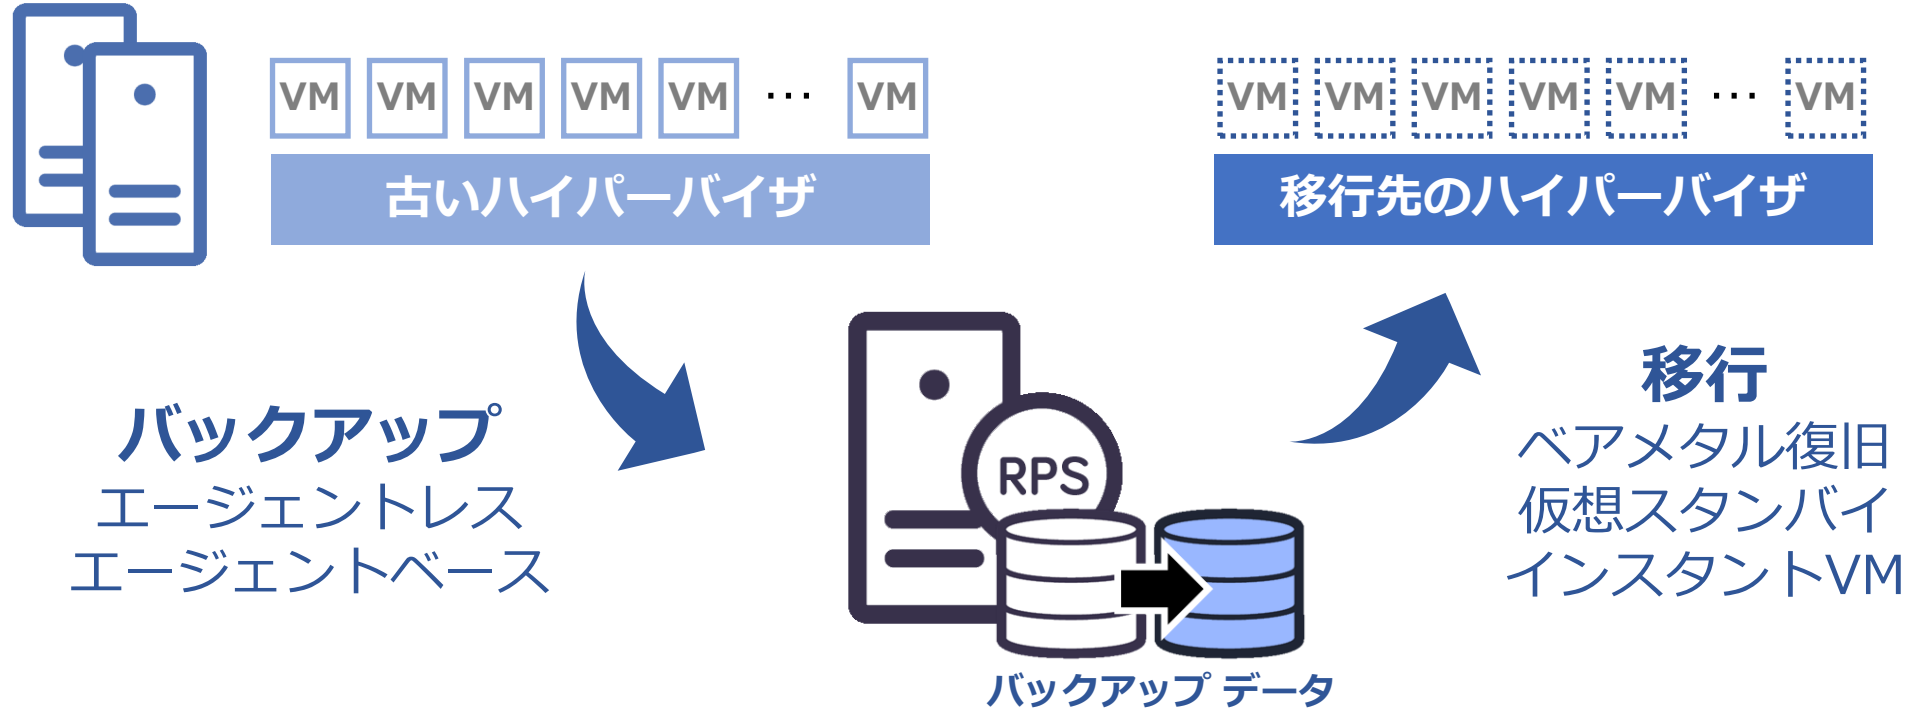 VM VM VM VM VM … VM
古いハイパーバイザ
VM VM VM VM VM … VM
移行先のハイパーバイザ
バックアップ
エージェントレス
エージェントベース
RPS
バックアップ データ
移行
ベアメタル復旧
仮想スタンバイ
インスタントVM